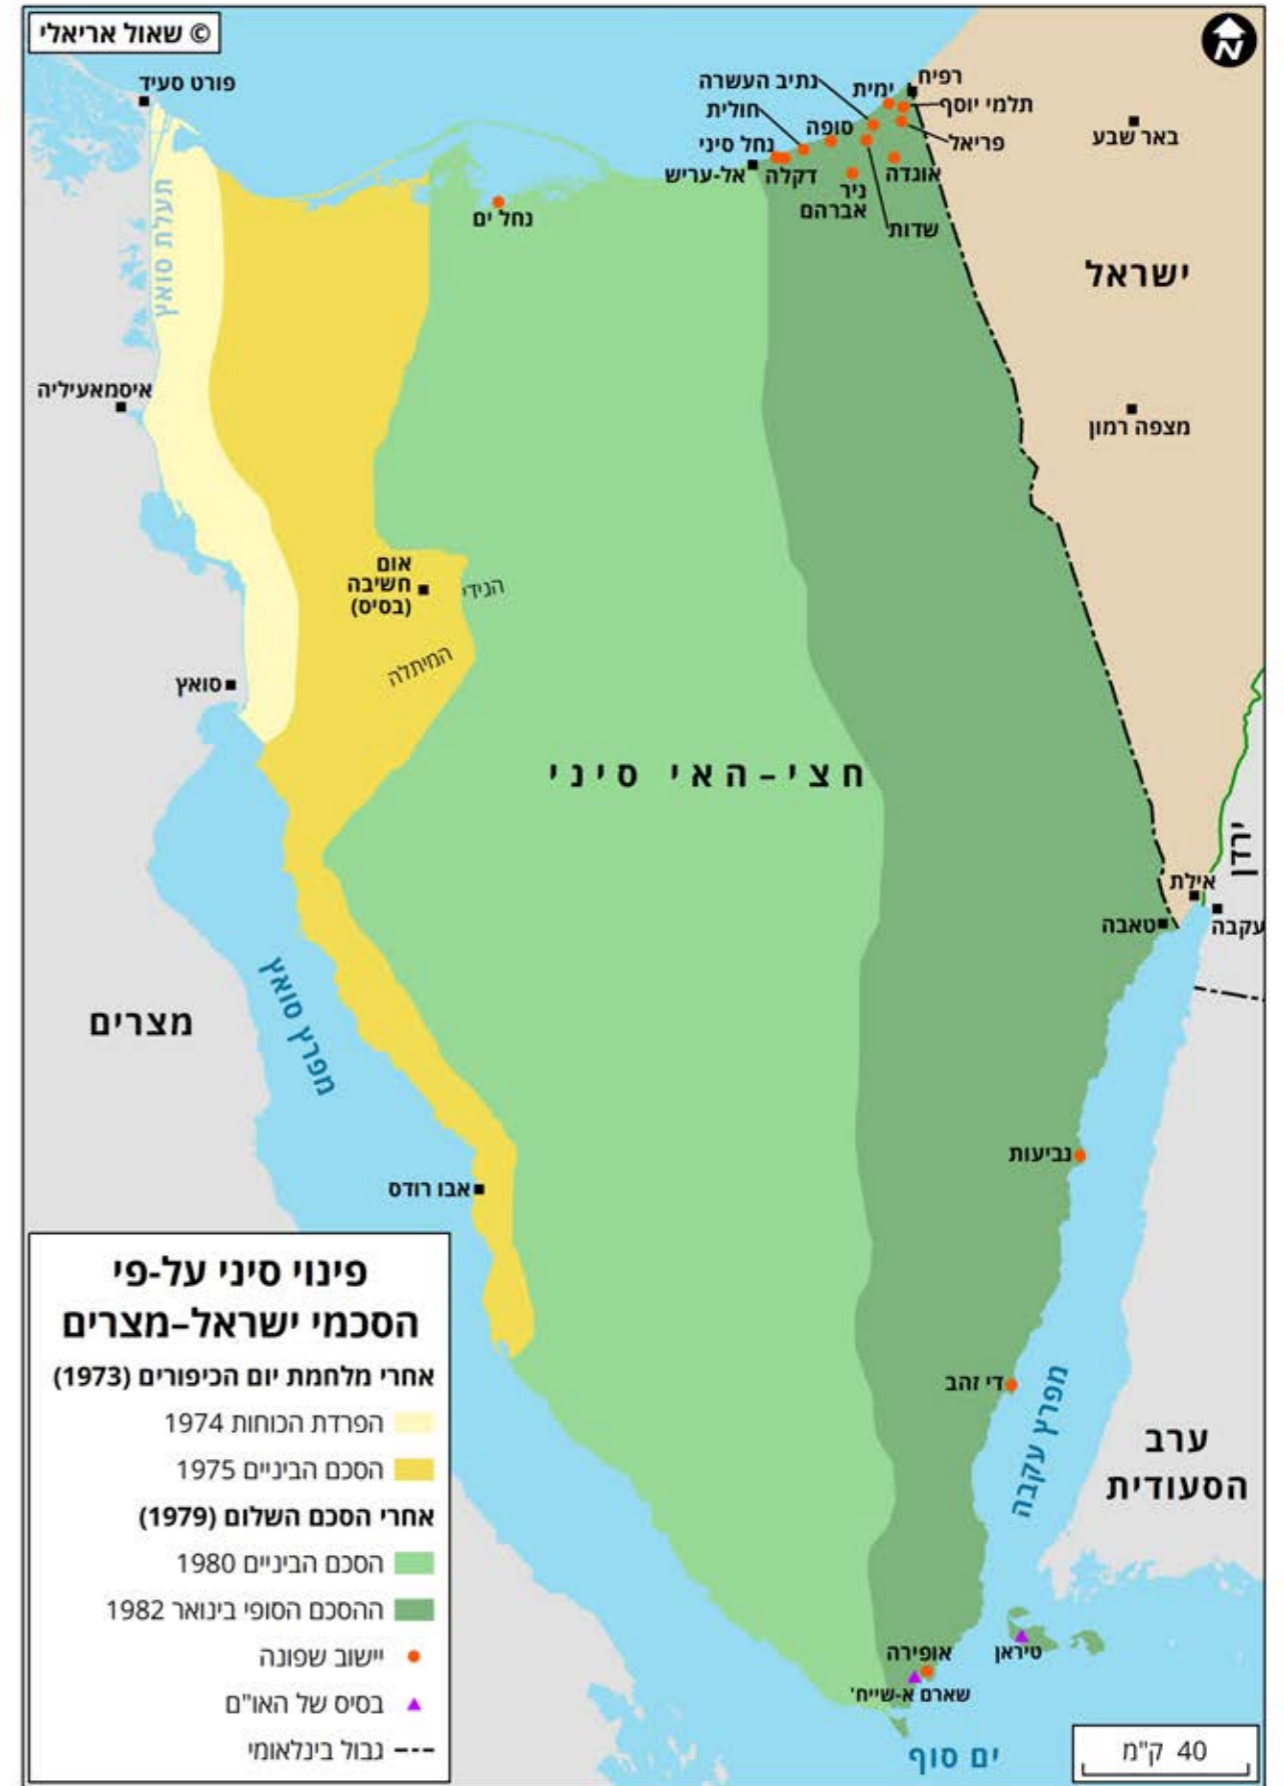 © שאול אריאלי
N
פורט סעיד
תעלת סואץ
נתיב העשרה
ימית
רפיח
תלמי יוסף
חולית
סופה
פריאל
נחל סיני
אל-עריש
דקלה
אוגדה
ניר
אברהם
שדות
נחל ים
באר שבע
ישראל
איסמאעיליה
מצפה רמון
אום
חשיבה
(בסיס)
הגידי
המיתלה
סואץ
חצי-האי סיני
ירדן
אילת
טאבה
עקבה
מצרים
מפרץ סואץ
נביעות
אבו רודס
די זהב
מפרץ עקבה
ערב
הסעודית
אופירה
טיראן
שארם א-שייח'
ים סוף
40 ק"מ
פינוי סיני על-פי
הסכמי ישראל–מצרים
אחרי מלחמת יום הכיפורים (1973)
הפרדת הכוחות 1974
הסכם הביניים 1975
אחרי הסכם השלום (1979)
הסכם הביניים 1980
ההסכם הסופי בינואר 1982
יישוב שפונה
בסיס של האו"ם
גבול בינלאומי